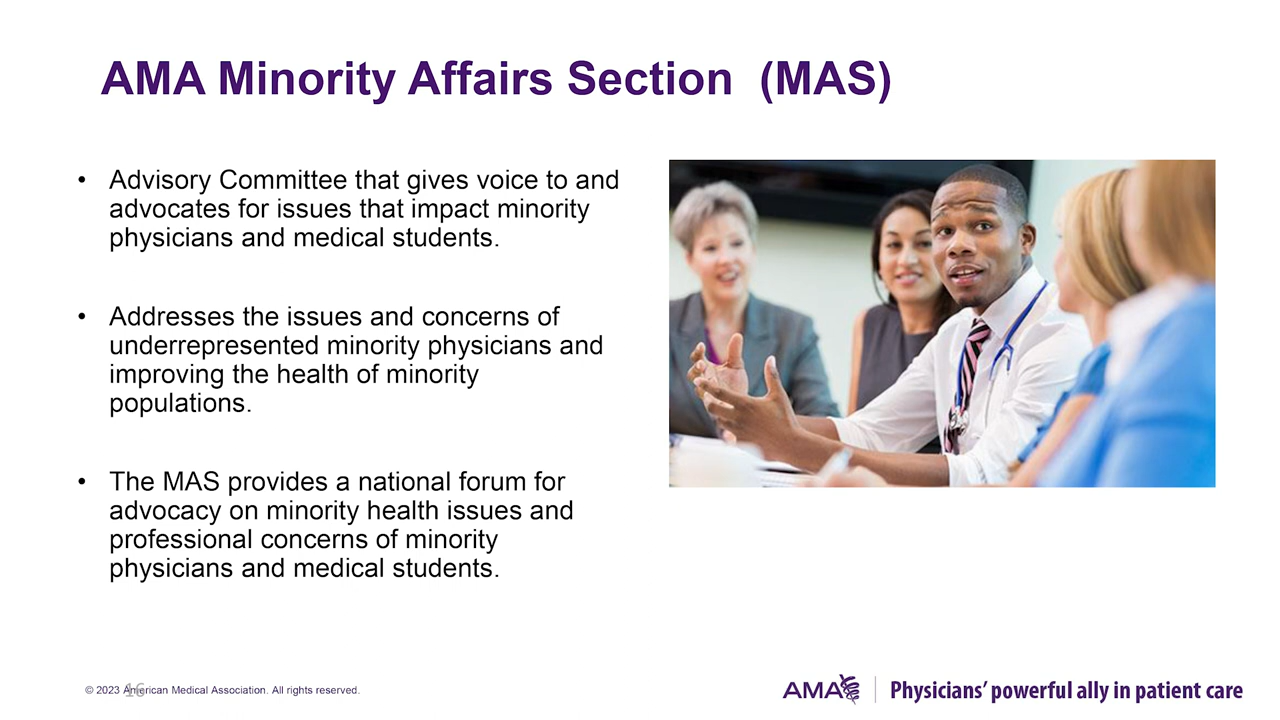 AMA Minority Affairs Section (MAS)
• Advisory Committee that gives voice to and
advocates for issues that impact minority
physicians and medical students.
• Addresses the issues and concerns of
underrepresented minority physicians and
improving the health of minority
populations.
• The MAS provides a national forum for
advocacy on minority health issues and
professional concerns of minority
physicians and medical students.
© 2023 American Medical Association. All rights reserved.
16
AMA
Physicians’ powerful ally in patient care